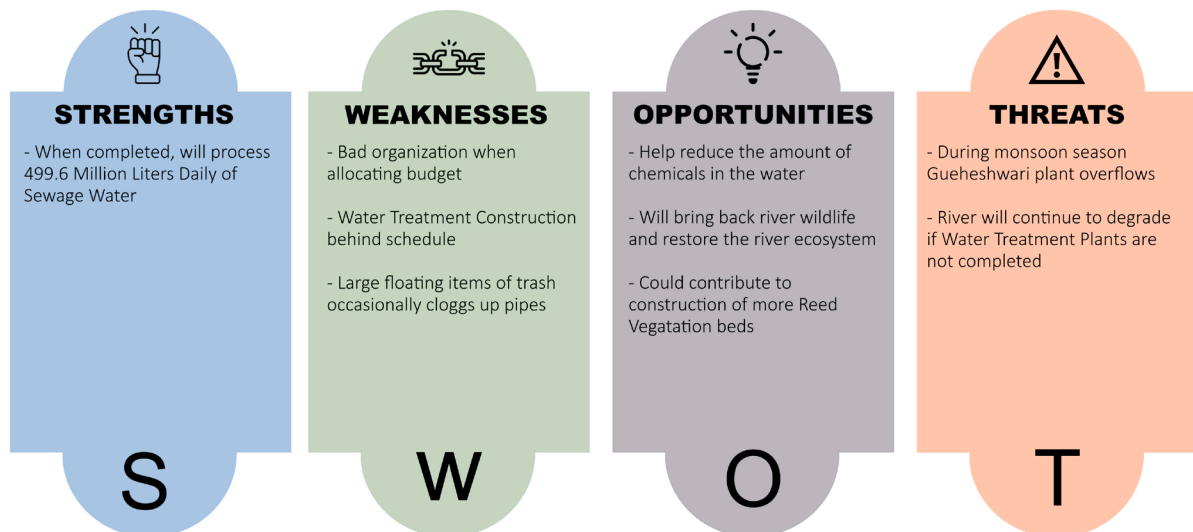 STRENGTHS
- When completed, will process
499.6 Million Liters Daily of
Sewage Water
S
WEAKNESSES
- Bad organization when
allocating budget
- Water Treatment Construction
behind schedule
- Large floating items of trash
occasionally cloggs up pipes
W
OPPORTUNITIES
- Help reduce the amount of
chemicals in the water
- Will bring back river wildlife
and restore the river ecosystem
- Could contribute to
construction of more Reed
Vegatation beds
O
THREATS
- During monsoon season
Gueheshwari plant overflows
- River will continue to degrade
if Water Treatment Plants are
not completed
T